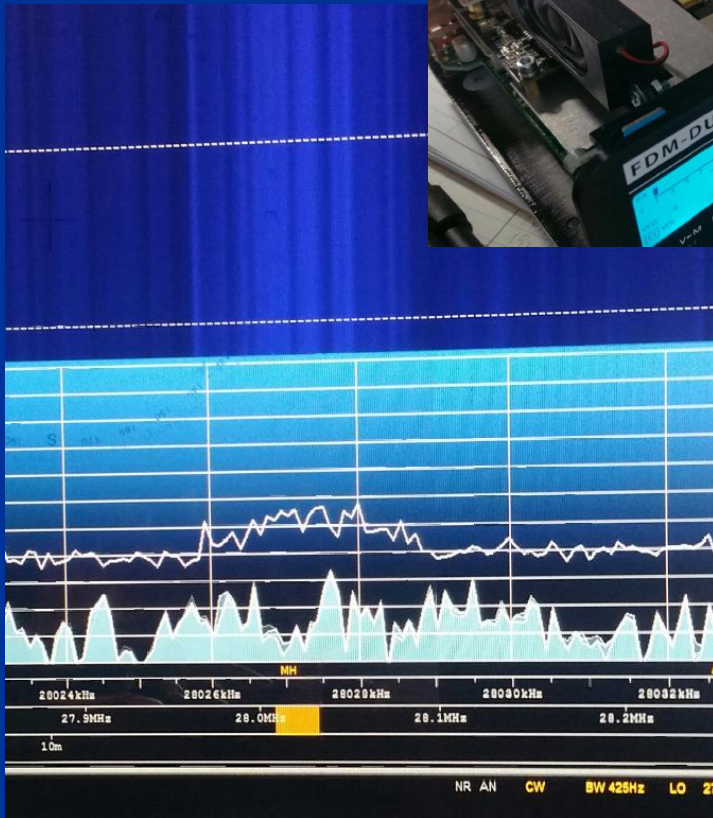 FDM-DU
V-M
S
MH
28024kHz 28026kHz 28028kHz 28030kHz 28032kHz
27.9MHz 28.0MHz 28.1MHz 28.2MHz
10m
NR AN CW BW 425Hz LO 27